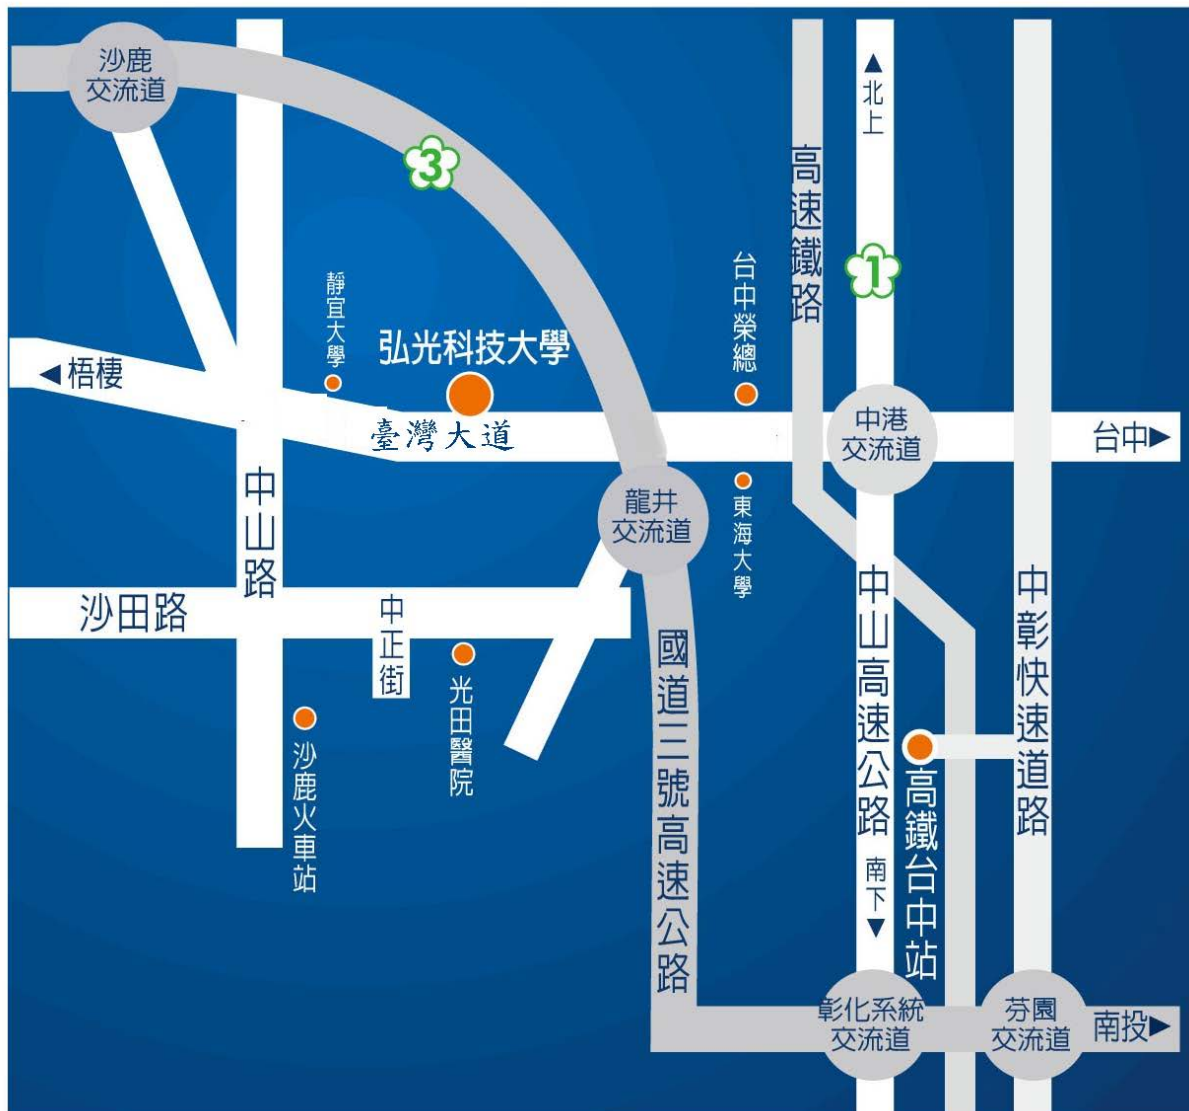 沙鹿
交流道
北上
3
高速鐵路
1
台中榮總
靜宜大學
弘光科技大學
梧棲
臺灣大道
中港
交流道
台中
中山路
龍井
交流道
東海大學
沙田路
中正街
中山高速公路
中彰快速道路
國道三號高速公路
光田醫院
沙鹿火車站
高鐵台中站
南下
彰化系統
交流道
芬園
交流道
南投